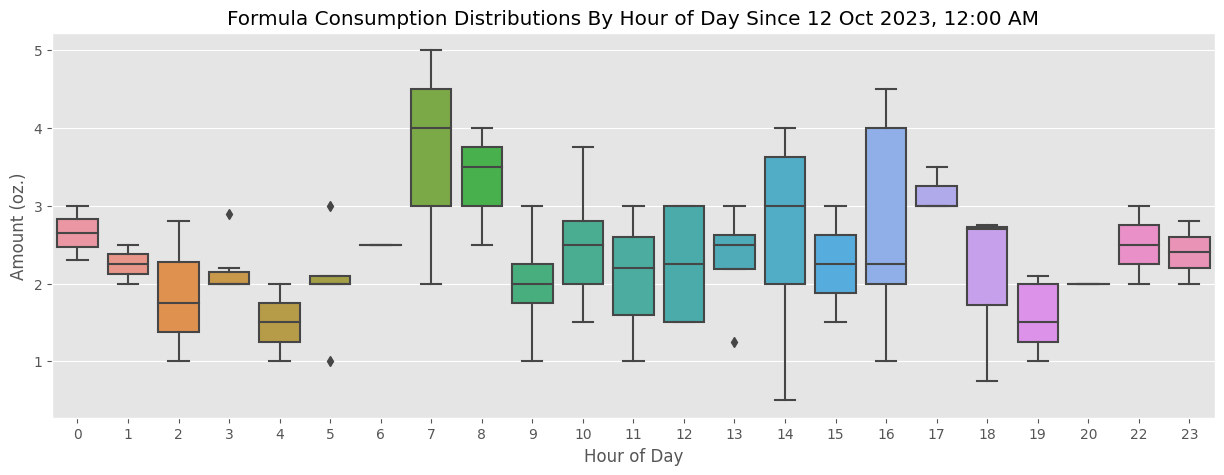 Formula Consumption Distributions By Hour of Day Since 12 Oct 2023, 12:00 AM
Amount (oz.)
5
4
3
2
1
0 1 2 3 4 5 6 7 8 9 10 11 12 13 14 15 16 17 18 19 20 22 23
Hour of Day